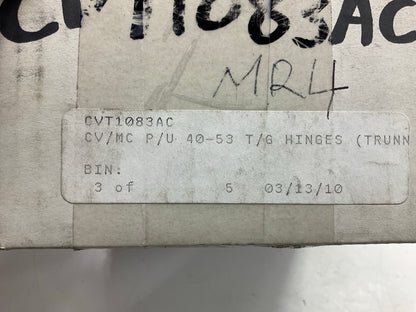 CVT1083AC
MR4
CVT1083AC
CV/MC P/U 40-53 T/G HINGES (TRUNN
BIN:
3 of 5 03/13/10